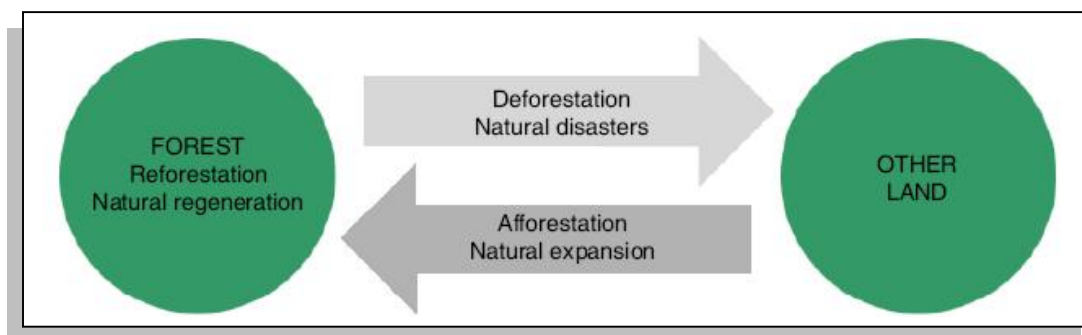 FOREST
Reforestation
Natural regeneration
Deforestation
Natural disasters
Afforestation
Natural expansion
OTHER
LAND